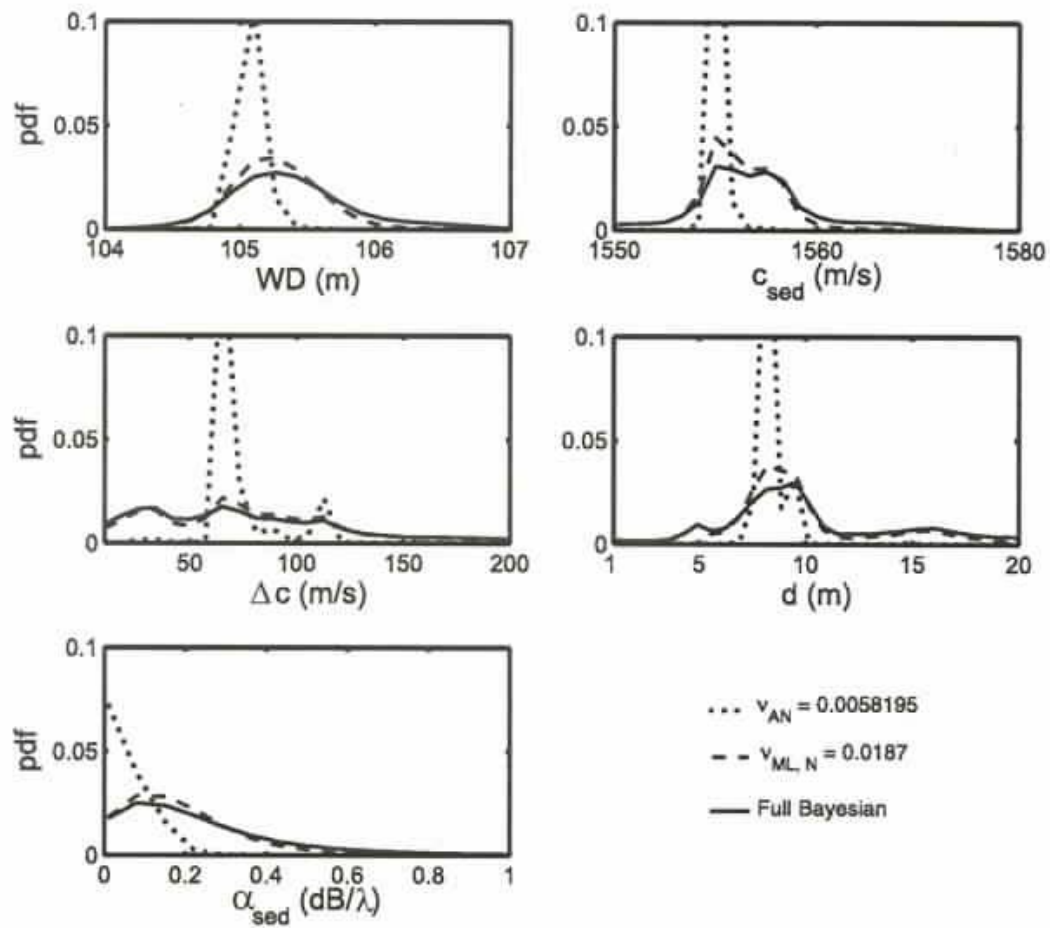 0.1
0.05
0
pdf
104 105 106 107
WD (m)
0.1
0.05
0
1550 1560 1580
c_sed (m/s)
0.1
0.05
0
pdf
50 100 150 200
Δc (m/s)
0.1
0.05
0
1 5 10 15 20
d (m)
0.1
0.05
0
pdf
0 0.2 0.4 0.6 0.8 1
α_sed (dB/λ)
ν_AN = 0.0058195
ν_ML, N = 0.0187
Full Bayesian